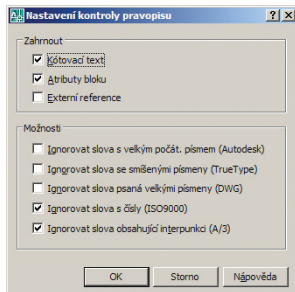 Nastavení kontroly pravopisu
Zahrnout
Kótovací text
Atributy bloku
Externí reference
Možnosti
Ignorovat slova s velkým počát. písmem (Autodesk)
Ignorovat slova se smíšenými písmeny (TrueType)
Ignorovat slova psaná velkými písmeny (DWG)
Ignorovat slova s čísly (ISO9000)
Ignorovat slova obsahující interpunkci (A/3)
OK Storno Nápověda